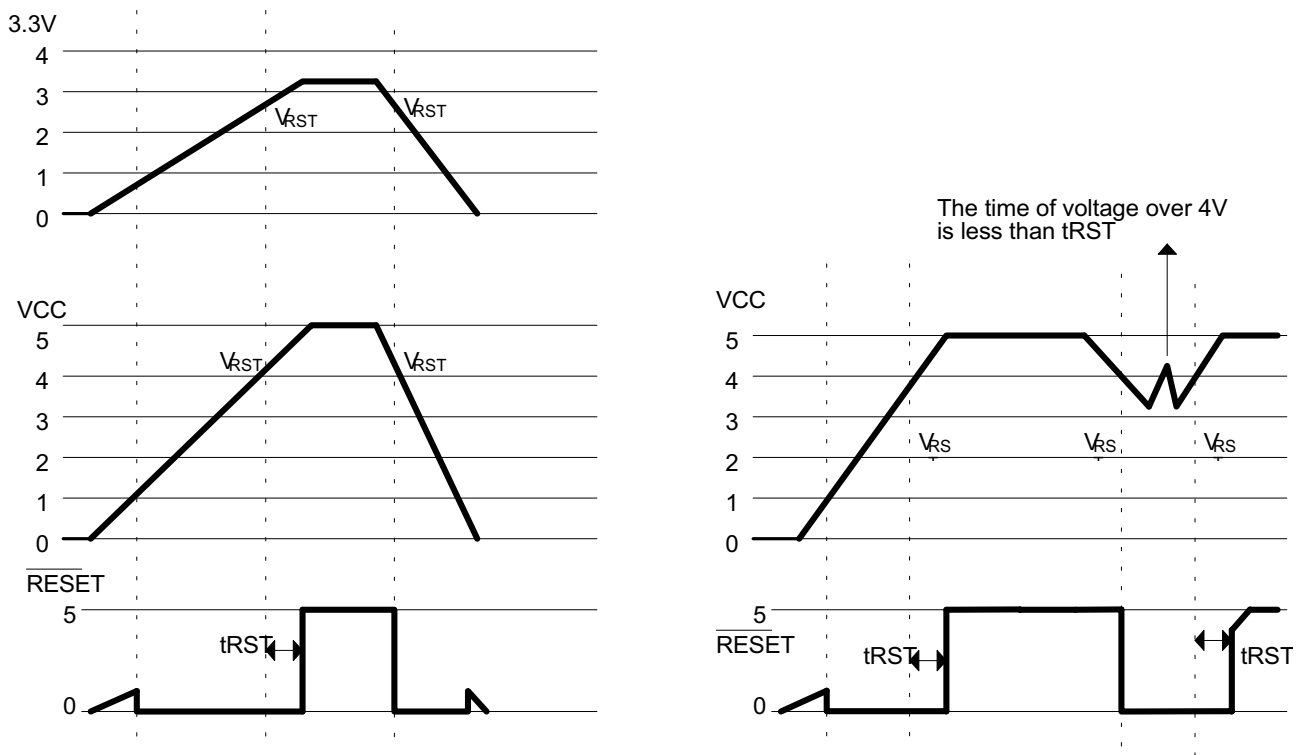 3.3V
4
3
2
1
0
VRST
VRST
VCC
5
4
3
2
1
0
VRST
VRST
RESET
5
0
tRST
The time of voltage over 4V
is less than tRST
VCC
5
4
3
2
1
0
VRS
VRS
VRS
5
RESET
0
tRST
tRST